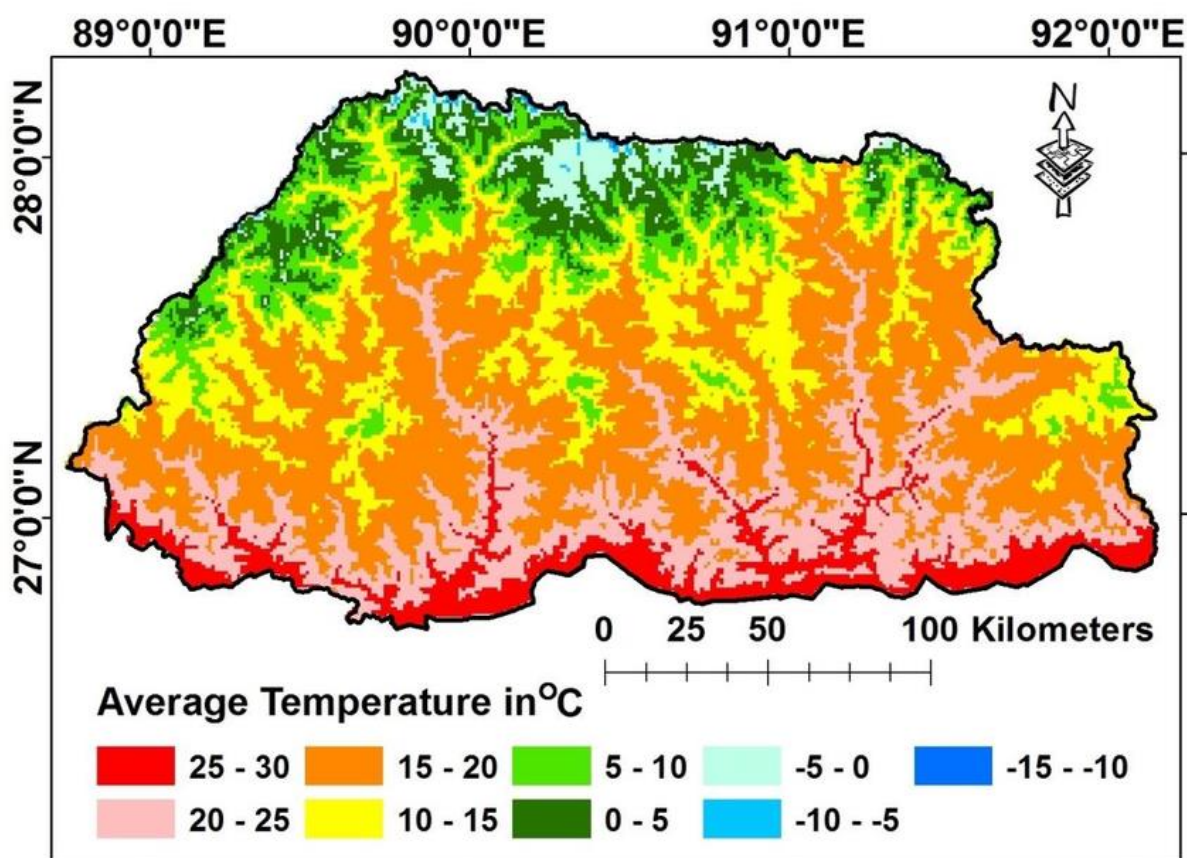 89°0'0"E 90°0'0"E 91°0'0"E 92°0'0"E
N
28°0'0"N
27°0'0"N
0 25 50 100 Kilometers
Average Temperature in°C
25 - 30 15 - 20 5 - 10 -5 - 0 -15 - -10
20 - 25 10 - 15 0 - 5 -10 - -5